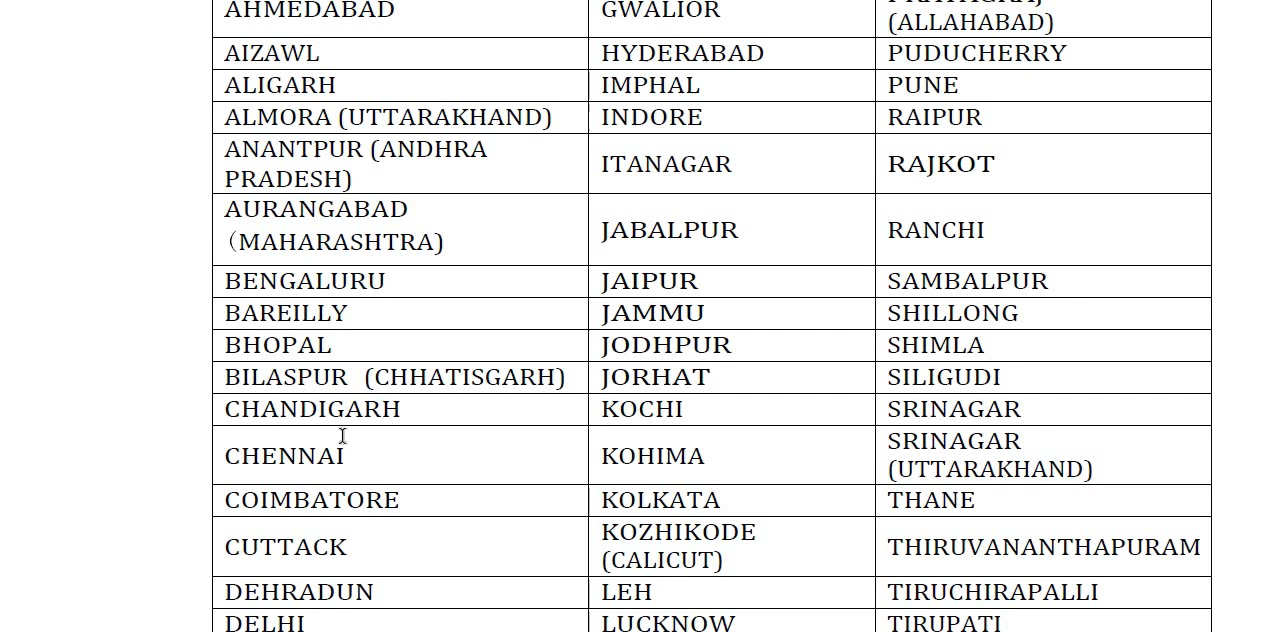 AHMEDABAD GWALIOR
(ALLAHABAD)
AIZAWL HYDERABAD PUDUCHERRY
ALIGARH IMPHAL PUNE
ALMORA (UTTARAKHAND) INDORE RAIPUR
ANANTPUR (ANDHRA
PRADESH) ITANAGAR RAJKOT
AURANGABAD
(MAHARASHTRA) JABALPUR RANCHI
BENGALURU JAIPUR SAMBALPUR
BAREILLY JAMMU SHILLONG
BHOPAL JODHPUR SHIMLA
BILASPUR (CHHATISGARH) JORHAT SILIGUDI
CHANDIGARH KOCHI SRINAGAR
CHENNAI KOHIMA SRINAGAR
(UTTARAKHAND)
COIMBATORE KOLKATA THANE
CUTTACK KOZHIKODE
(CALICUT) THIRUVANANTHAPURAM
DEHRADUN LEH TIRUCHIRAPALLI
DELHI LUCKNOW TIRUPATI